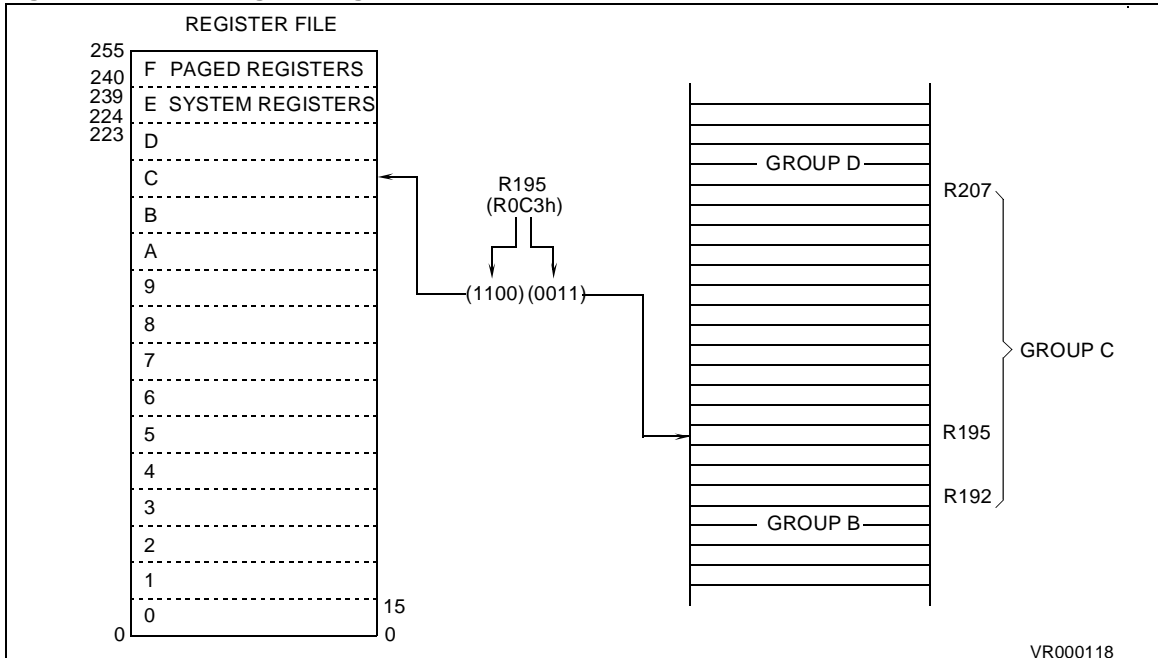 REGISTER FILE
255
240
239
224
223
F PAGED REGISTERS
E SYSTEM REGISTERS
D
C
B
A
9
8
7
6
5
4
3
2
1
0
15
0
0
R195
(R0C3h)
(1100) (0011)
GROUP D
R207
GROUP C
R195
R192
GROUP B
VR000118